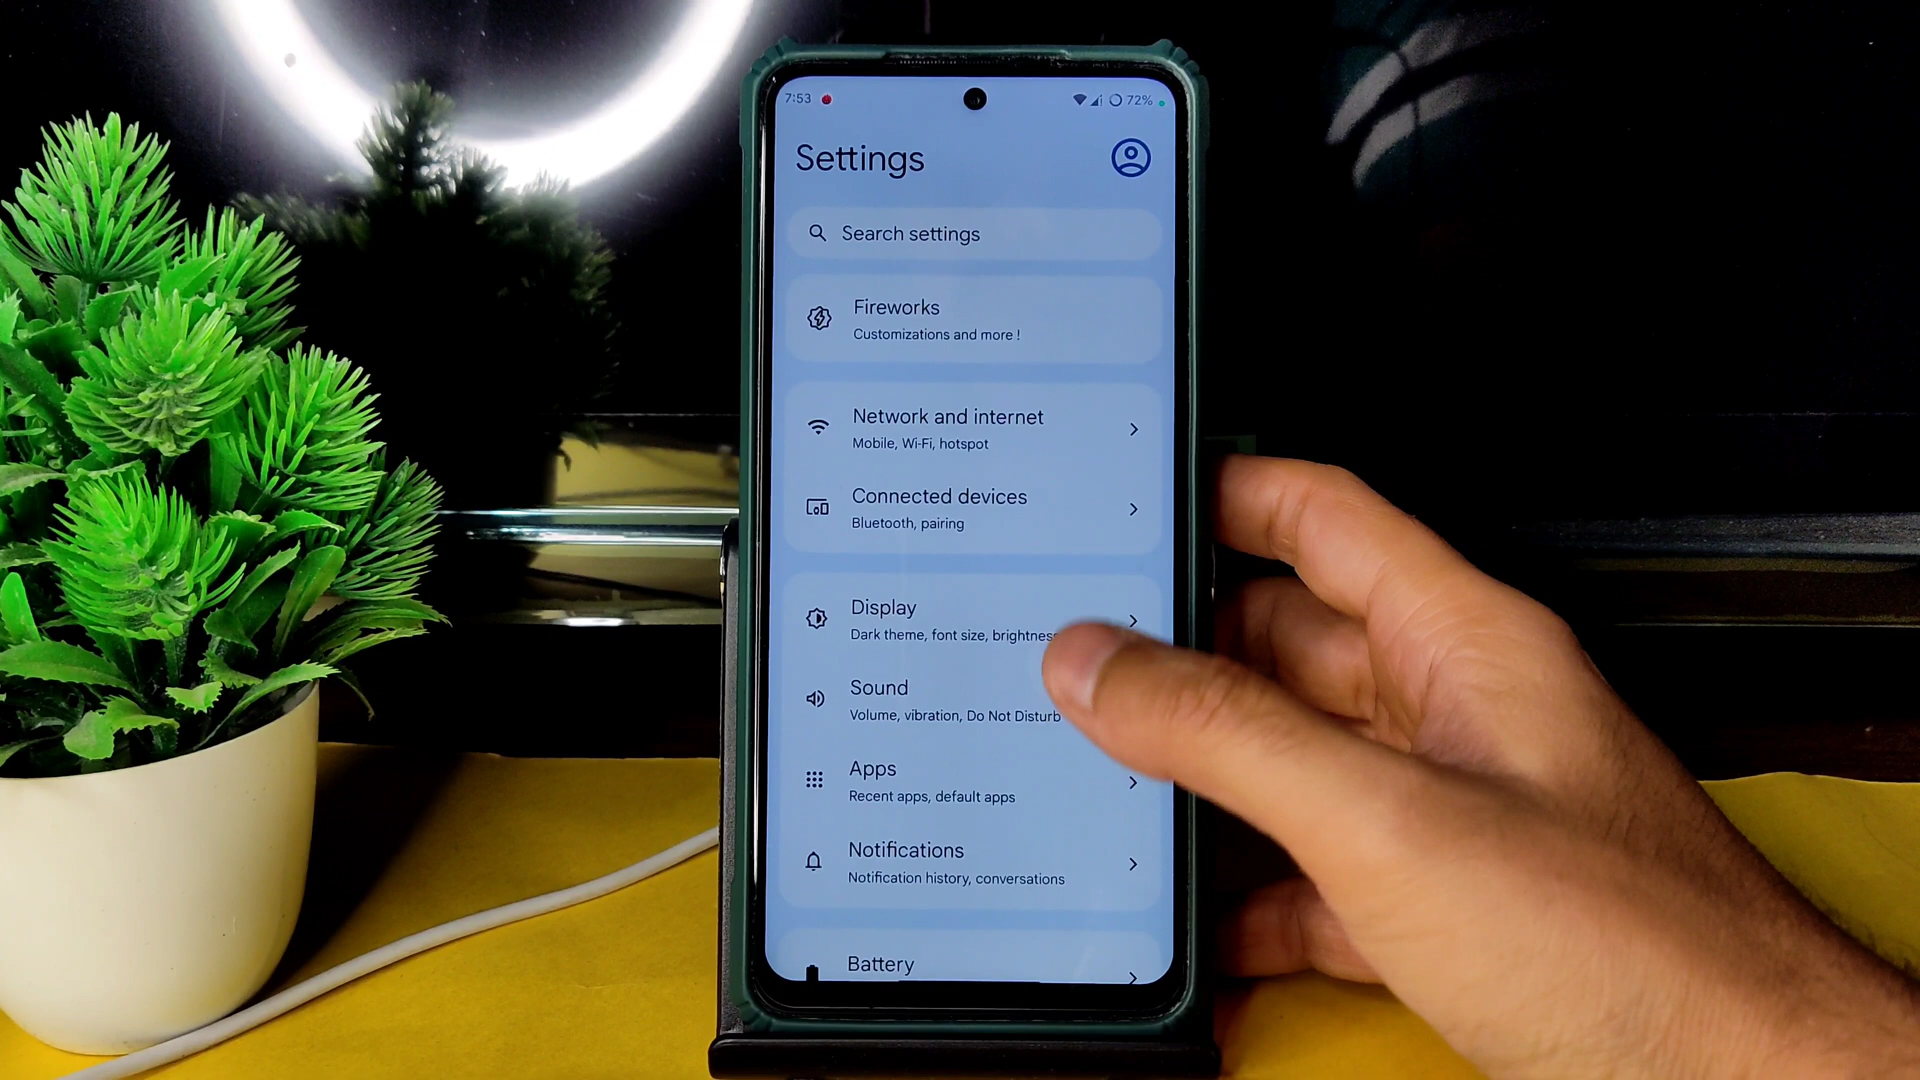 7:53
72%
Settings
Search settings
Fireworks
Customizations and more !
Network and internet
Mobile, Wi-Fi, hotspot
Connected devices
Bluetooth, pairing
Display
Dark theme, font size, brightness
Sound
Volume, vibration, Do Not Disturb
Apps
Recent apps, default apps
Notifications
Notification history, conversations
Battery